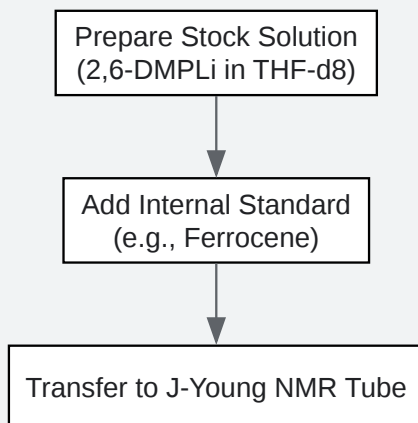 Prepare Stock Solution
(2,6-DMPLi in THF-d8)
Add Internal Standard
(e.g., Ferrocene)
Transfer to J-Young NMR Tube